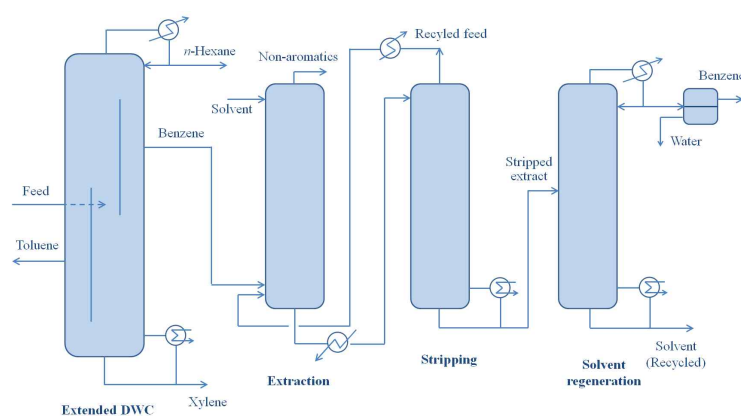 n-Hexane
Recyled feed
Non-aromatics
Benzene
Solvent
Benzene
Water
Stripped
extract
Feed
Toluene
Solvent
(Recycled)
Stripping
Solvent
regeneration
Extraction
Xylene
Extended DWC